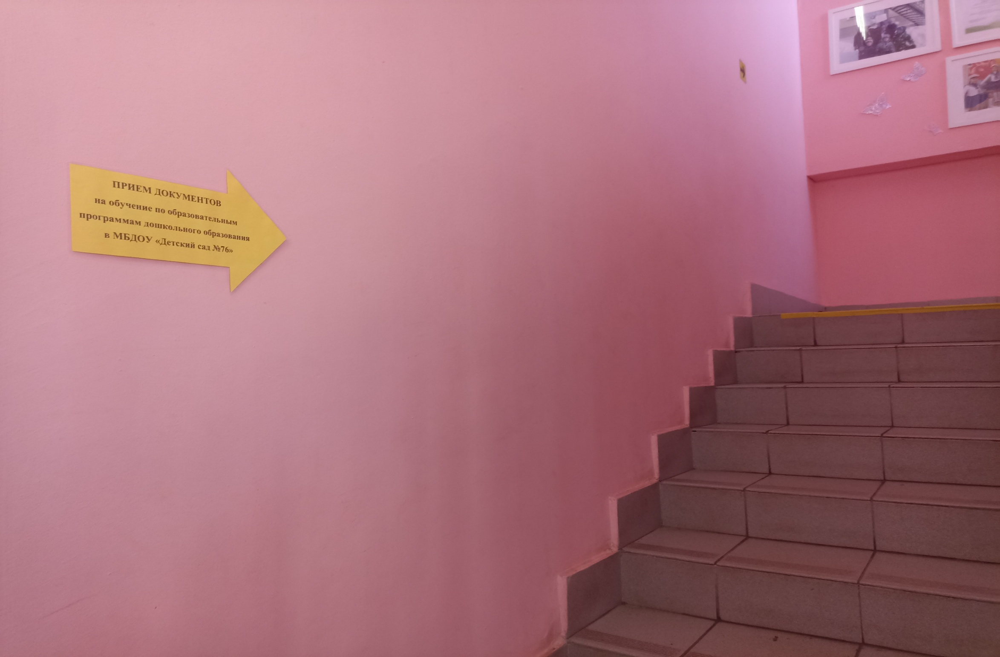 ПРИЕМ ДОКУМЕНТОВ
на обучение по образовательным
программам дошкольного образования
в МБДОУ «Детский сад №76»